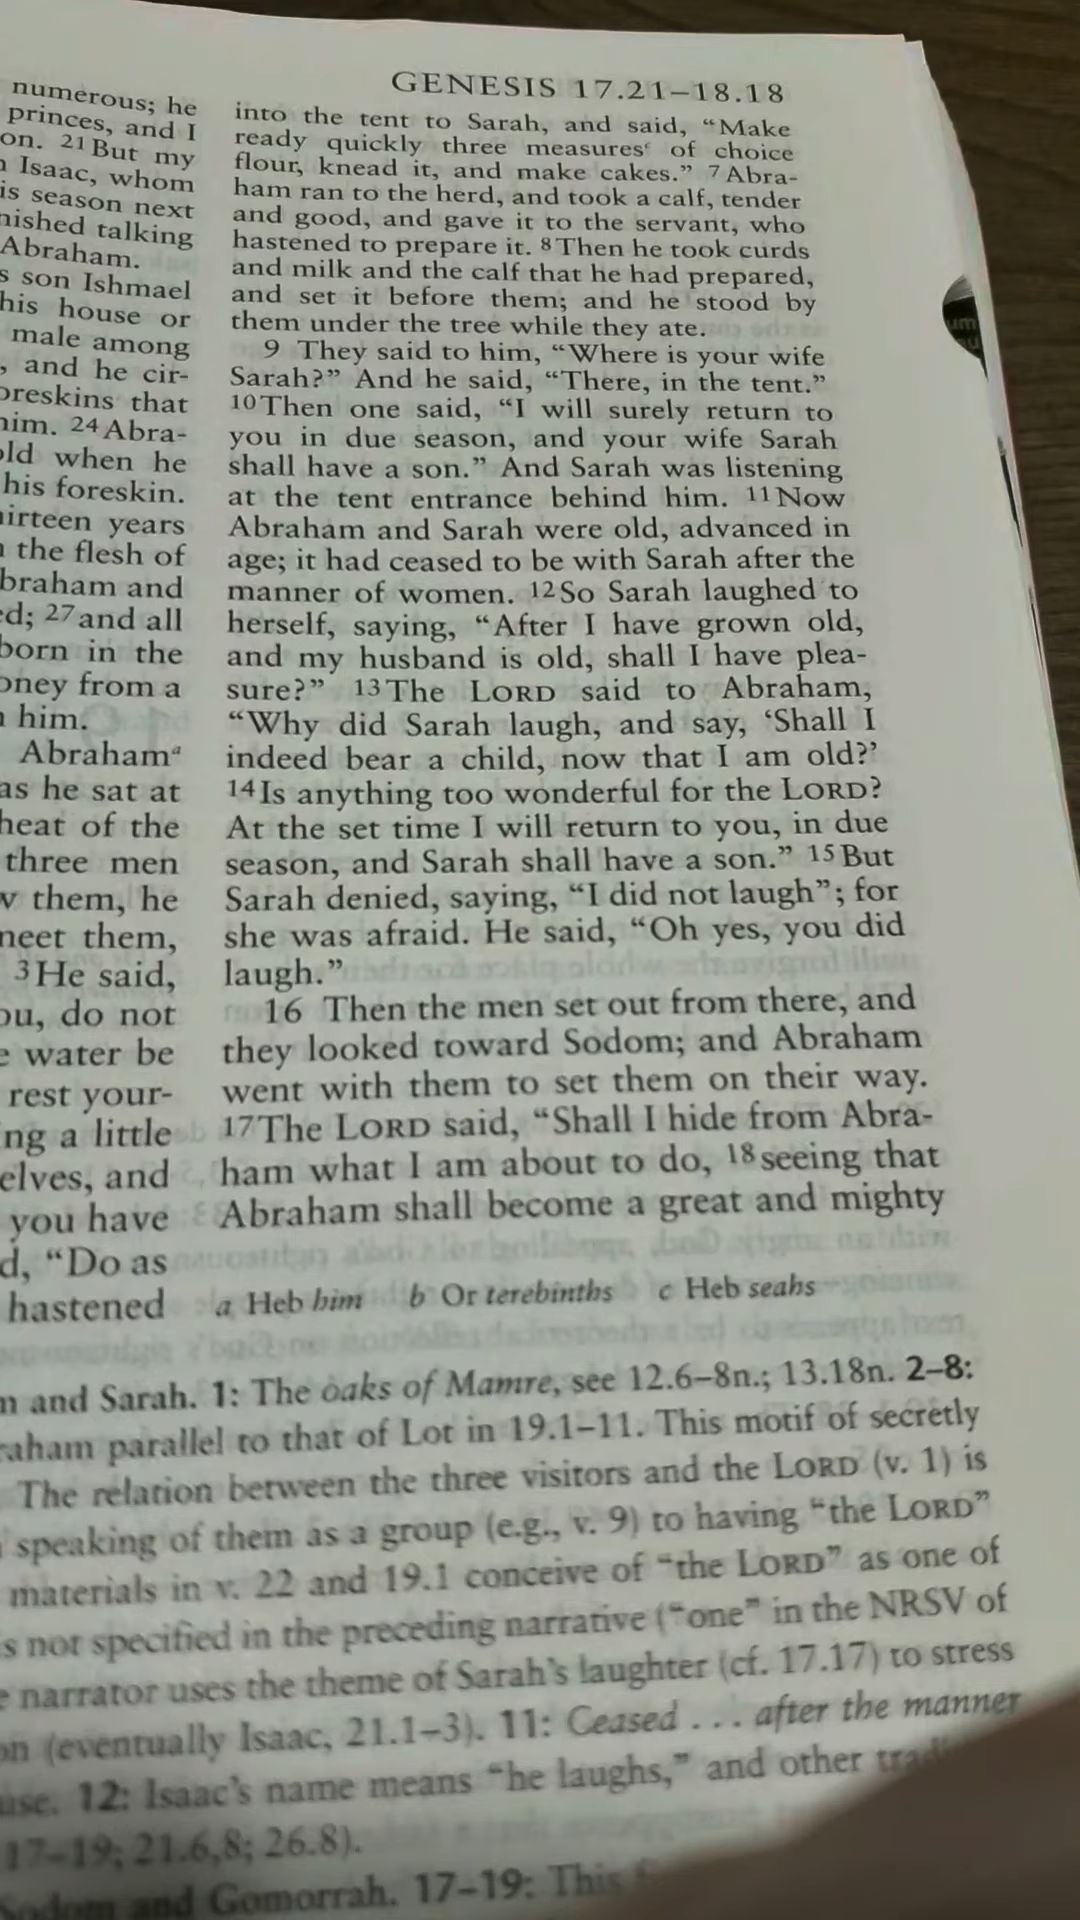 GENESIS 17.21–18.18
numerous; he
princes, and I
on. 21 But my
Isaac, whom
is season next
nished talking
Abraham.
s son Ishmael
his house or
male among
, and he cir-
oreskins that
him. 24 Abra-
old when he
his foreskin.
irteen years
the flesh of
braham and
ed; 27 and all
born in the
oney from a
him.
Abrahamᵃ
as he sat at
heat of the
three men
w them, he
meet them,
3 He said,
ou, do not
e water be
rest your-
ng a little
elves, and
you have
d, “Do as
hastened
into the tent to Sarah, and said, “Make
ready quickly three measuresᶜ of choice
flour, knead it, and make cakes.” 7 Abra-
ham ran to the herd, and took a calf, tender
and good, and gave it to the servant, who
hastened to prepare it. 8 Then he took curds
and milk and the calf that he had prepared,
and set it before them; and he stood by
them under the tree while they ate.
9 They said to him, “Where is your wife
Sarah?” And he said, “There, in the tent.”
10 Then one said, “I will surely return to
you in due season, and your wife Sarah
shall have a son.” And Sarah was listening
at the tent entrance behind him. 11 Now
Abraham and Sarah were old, advanced in
age; it had ceased to be with Sarah after the
manner of women. 12 So Sarah laughed to
herself, saying, “After I have grown old,
and my husband is old, shall I have plea-
sure?” 13 The LORD said to Abraham,
“Why did Sarah laugh, and say, ‘Shall I
indeed bear a child, now that I am old?’
14 Is anything too wonderful for the LORD?
At the set time I will return to you, in due
season, and Sarah shall have a son.” 15 But
Sarah denied, saying, “I did not laugh”; for
she was afraid. He said, “Oh yes, you did
laugh.”
16 Then the men set out from there, and
they looked toward Sodom; and Abraham
went with them to set them on their way.
17 The LORD said, “Shall I hide from Abra-
ham what I am about to do, 18 seeing that
Abraham shall become a great and mighty
a Heb him b Or terebinths c Heb seahs
and Sarah. 1: The oaks of Mamre, see 12.6–8n.; 13.18n. 2–8:
raham parallel to that of Lot in 19.1–11. This motif of secretly
The relation between the three visitors and the LORD (v. 1) is
speaking of them as a group (e.g., v. 9) to having “the LORD”
materials in v. 22 and 19.1 conceive of “the LORD” as one of
s not specified in the preceding narrative (“one” in the NRSV of
e narrator uses the theme of Sarah’s laughter (cf. 17.17) to stress
on (eventually Isaac, 21.1–3). 11: Ceased . . . after the manner
use. 12: Isaac’s name means “he laughs,” and other
17–19; 21.6,8; 26.8).
Sodom and Gomorrah. 17–19: This